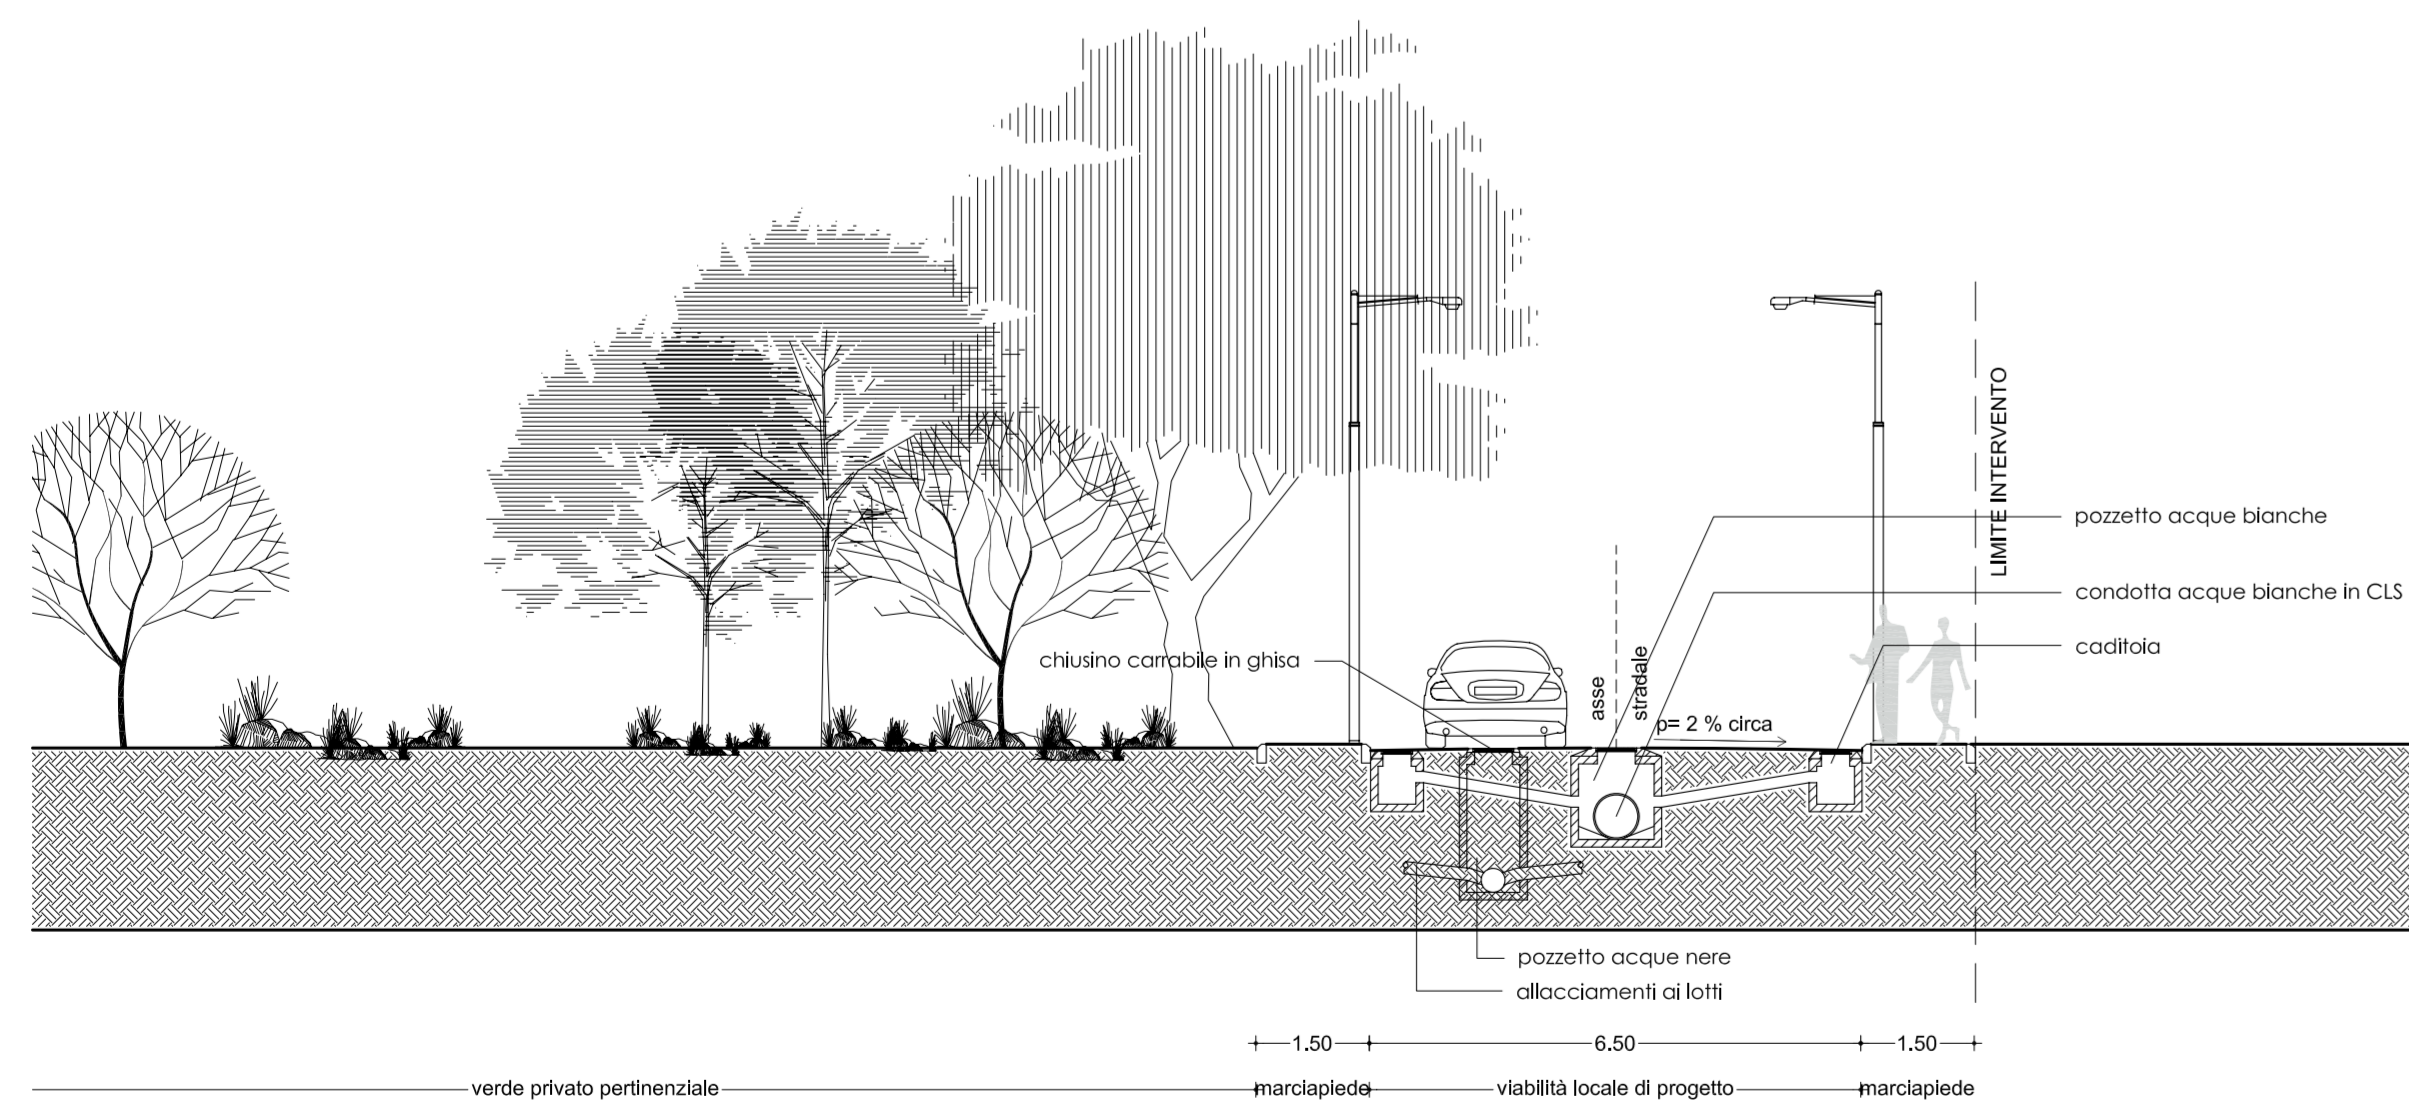 LIMITE INTERVENTO
pozzetto acque bianche
condotta acque bianche in CLS
caditoia
chiusino carrabile in ghisa
asse
stradale
p= 2 % circa
pozzetto acque nere
allacciamenti ai lotti
1.50
6.50
1.50
verde privato pertinenziale
marciapiede
viabilità locale di progetto
marciapiede